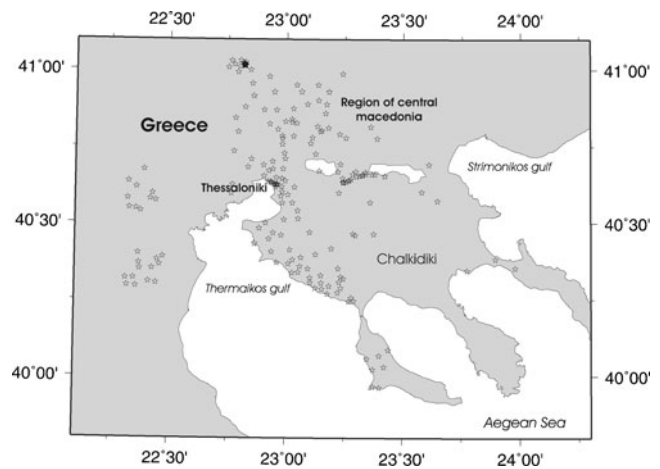 22°30' 23°00' 23°30' 24°00'
41°00' 41°00'
Region of central
macedonia
Greece
Strimonikos gulf
Thessaloniki
40°30' 40°30'
Chalkidiki
Thermaikos gulf
40°00' 40°00'
Aegean Sea
22°30' 23°00' 23°30' 24°00'